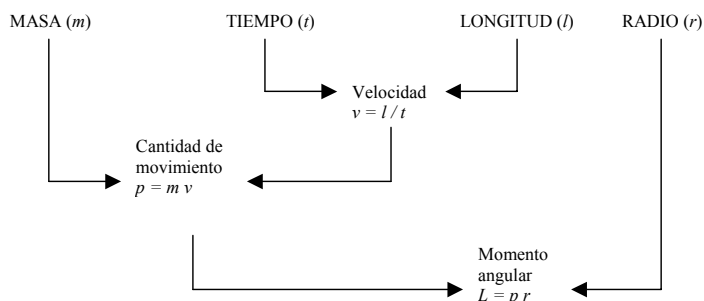 MASA (m) TIEMPO (t) LONGITUD (l) RADIO (r)
Velocidad
v = l / t
Cantidad de
movimiento
p = m v
Momento
angular
L = p r